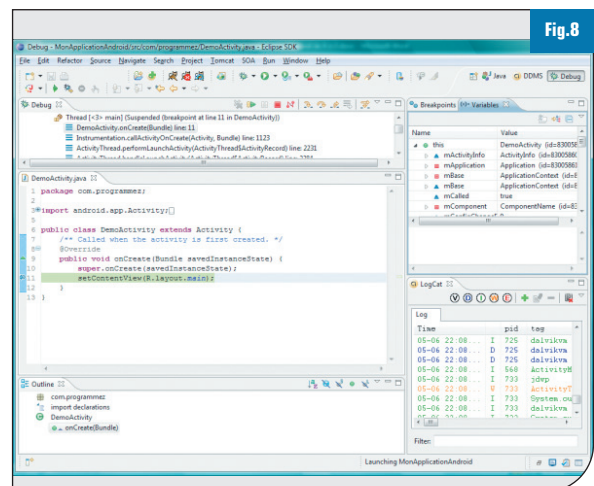 Fig.8
Debug - MonApplicationAndroid/src/com/programmez/DemoActivity.java - Eclipse SDK
File Edit Refactor Source Navigate Search Project Tomcat SOA Run Window Help
Java DDMS Debug
Debug
Thread [<3> main] (Suspended (breakpoint at line 11 in DemoActivity))
DemoActivity.onCreate(Bundle) line: 11
Instrumentation.callActivityOnCreate(Activity, Bundle) line: 1123
ActivityThread.performLaunchActivity(ActivityThread$ActivityRecord) line: 2231
Breakpoints Variables
Name Value
this DemoActivity (id=83005
mActivityInfo ActivityInfo (id=8300586
mApplication Application (id=8300586
mBase ApplicationContext (id=8
mBase ApplicationContext (id=8
mCalled true
mComponent ComponentName (id=83
DemoActivity.java
1 package com.programmez;
2
3 import android.app.Activity;
5
6 public class DemoActivity extends Activity {
7 /** Called when the activity is first created. */
8 @Override
9 public void onCreate(Bundle savedInstanceState) {
10 super.onCreate(savedInstanceState);
11 setContentView(R.layout.main);
12 }
13 }
LogCat
V D I W E
Log
Time pid tag
05-06 22:08... I 725 dalvikva
05-06 22:08... D 725 dalvikva
05-06 22:08... D 725 dalvikva
05-06 22:08... I 568 ActivityM
05-06 22:08... I 733 jdwp
05-06 22:08... W 733 ActivityT
05-06 22:08... I 733 System.ou
05-06 22:08... I 733 dalvikva
Filter:
Outline
com.programmez
import declarations
DemoActivity
onCreate(Bundle)
Launching MonApplicationAndroid